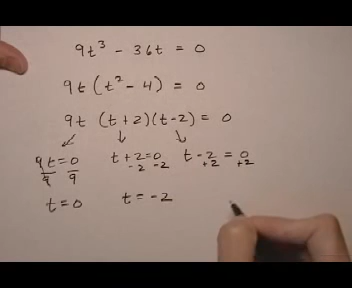 9t³ - 36t = 0
9t (t² - 4) = 0
9t (t+2)(t-2) = 0
9t = 0 t + 2 = 0 t - 2 = 0
9 9 -2 -2 +2 +2
t = 0 t = -2